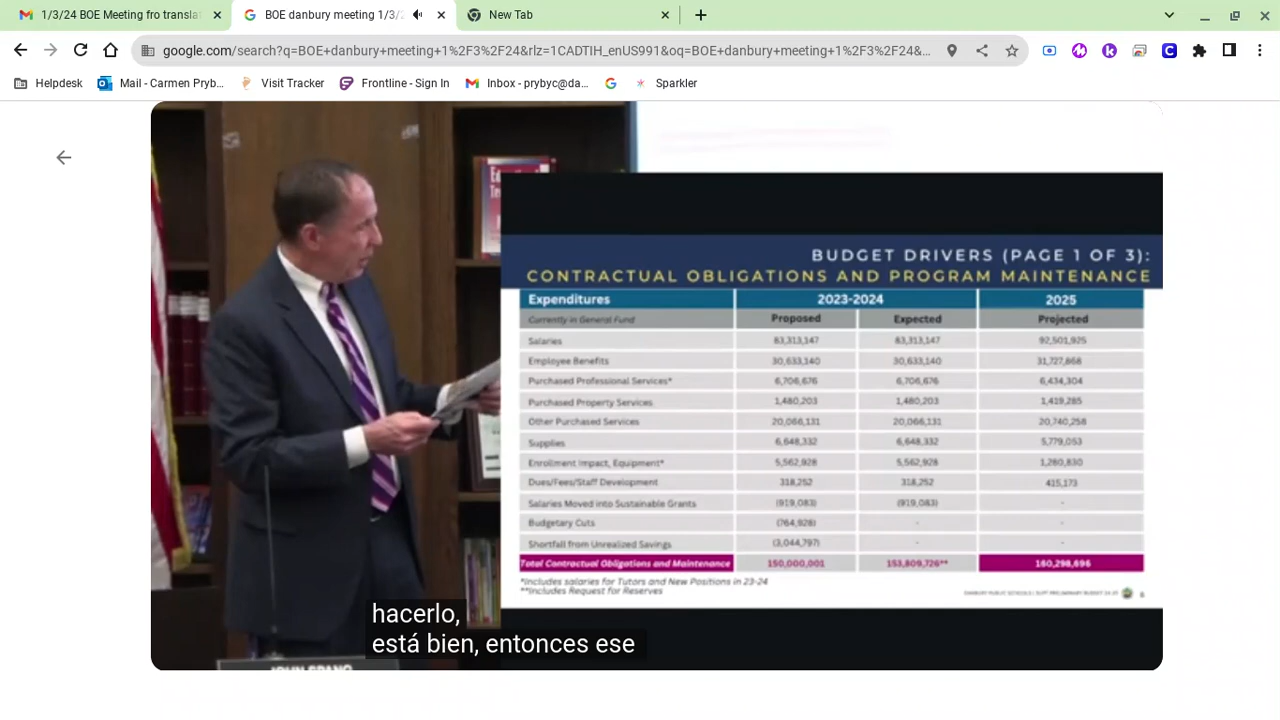 1/3/24 BOE Meeting fro transla
BOE danbury meeting 1/3/2
New Tab
google.com/search?q=BOE+danbury+meeting+1%2F3%2F24&rlz=1CADTIH_enUS991&oq=BOE+danbury+meeting+1%2F3%2F24&...
Helpdesk
Mail - Carmen Pryb...
Visit Tracker
Frontline - Sign In
Inbox - prybyc@da...
Sparkler
BUDGET DRIVERS (PAGE 1 OF 3):
CONTRACTUAL OBLIGATIONS AND PROGRAM MAINTENANCE
Expenditures 2023-2024 2025
Currently in General Fund Proposed Expected Projected
Salaries 83,313,147 83,313,147 92,501,925
Employee Benefits 30,633,140 30,633,140 31,727,868
Purchased Professional Services* 6,706,676 6,706,676 6,434,304
Purchased Property Services 1,480,203 1,480,203 1,419,285
Other Purchased Services 20,066,131 20,066,131 20,740,258
Supplies 6,648,332 6,648,332 5,779,053
Enrollment Impact, Equipment* 5,562,928 5,562,928 1,280,830
Dues/Fees/Staff Development 318,252 318,252 415,173
Salaries Moved into Sustainable Grants (919,083) (919,083) -
Budgetary Cuts (764,928) - -
Shortfall from Unrealized Savings (3,044,797) - -
Total Contractual Obligations and Maintenance 150,000,001 153,809,726** 160,298,696
*Includes salaries for Tutors and New Positions in 23-24
**Includes Request for Reserves
hacerlo,
está bien, entonces ese